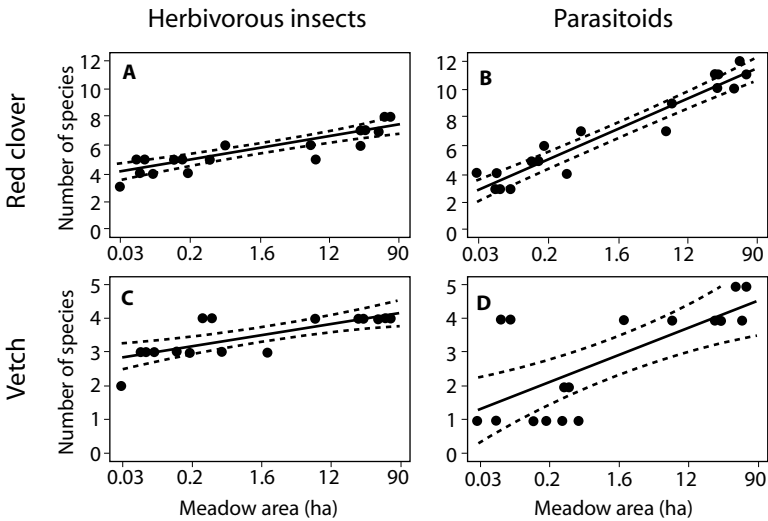 Herbivorous insects
Parasitoids
Red clover
Number of species
A
12
10
8
6
4
2
0
0.03 0.2 1.6 12 90
B
12
10
8
6
4
2
0
0.03 0.2 1.6 12 90
Vetch
Number of species
C
5
4
3
2
1
0
0.03 0.2 1.6 12 90
Meadow area (ha)
D
5
4
3
2
1
0
0.03 0.2 1.6 12 90
Meadow area (ha)